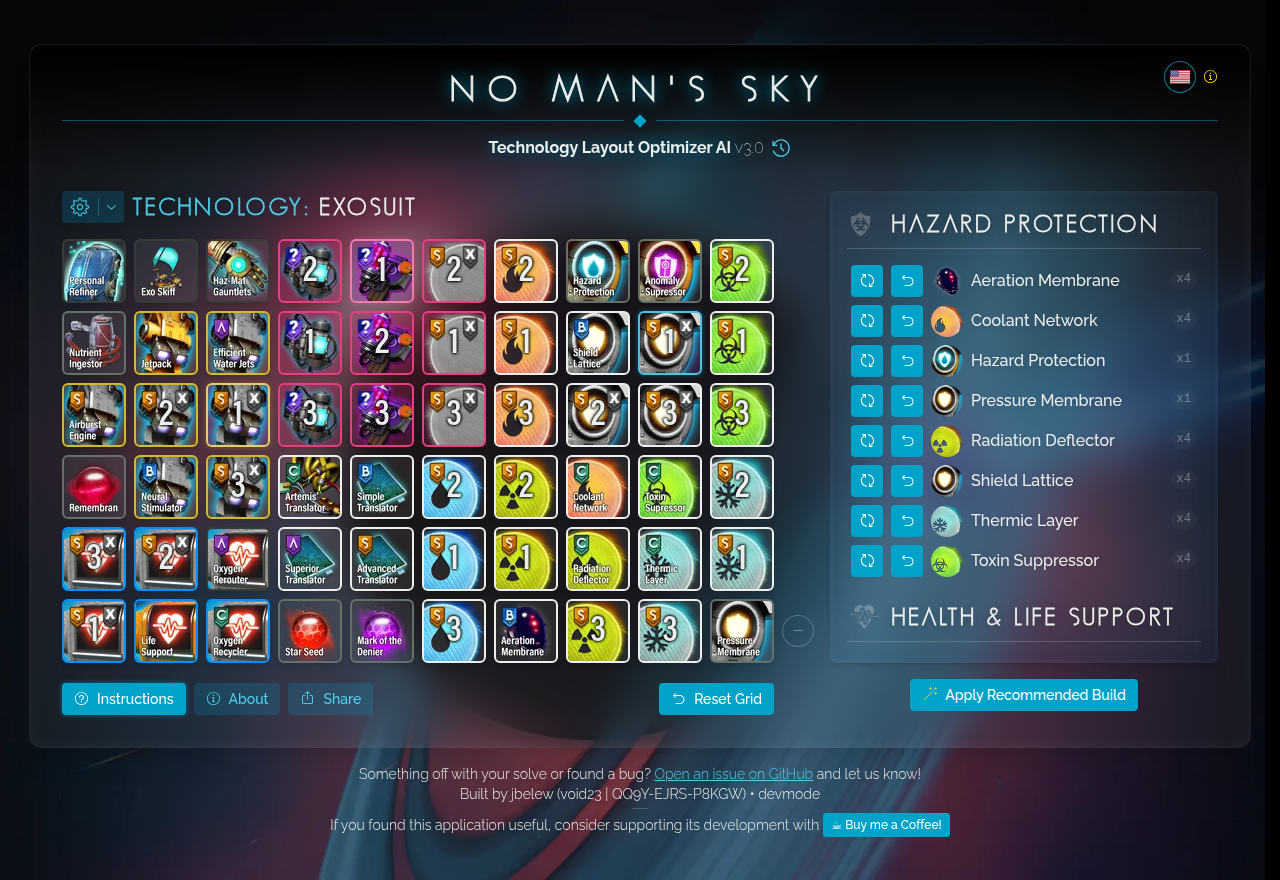 NO MAN'S SKY
Technology Layout Optimizer AI v3.0
TECHNOLOGY: EXOSUIT
Personal Refiner
Exo Skiff
Haz-Mat Gauntlets
? 2
? 1
S X 2
S 2
Hazard Protection
Anomaly Supressor
S 2
Nutrient Ingestor
Jetpack
A Efficient Water Jets
? 1
? 2
S X 1
S 1
B Shield Lattice
S X 1
S 1
S Airburst Engine
S X 2
S X 1
? 3
? 3
S X 3
S 3
S X 2
S X 3
S 3
Remembran
B Neural Stimulator
S X 3
C Artemis' Translator
B Simple Translator
S 2
S 2
C Coolant Network
C Toxin Supressor
S 2
S X 3
S X 2
A Oxygen Rerouter
A Superior Translator
S Advanced Translator
S 1
S 1
C Radiation Deflector
C Thermic Layer
S 1
S X 1
Life Support
C Oxygen Recycler
Star Seed
Mark of the Denier
S 3
B Aeration Membrane
S 3
S 3
Pressure Membrane
Instructions
About
Share
Reset Grid
HAZARD PROTECTION
Aeration Membrane x4
Coolant Network x4
Hazard Protection x1
Pressure Membrane x1
Radiation Deflector x4
Shield Lattice x4
Thermic Layer x4
Toxin Suppressor x4
HEALTH & LIFE SUPPORT
Apply Recommended Build
Something off with your solve or found a bug? Open an issue on GitHub and let us know!
Built by jbelew (void23 | QQ9Y-EJRS-P8KGW) • devmode
If you found this application useful, consider supporting its development with Buy me a Coffee!